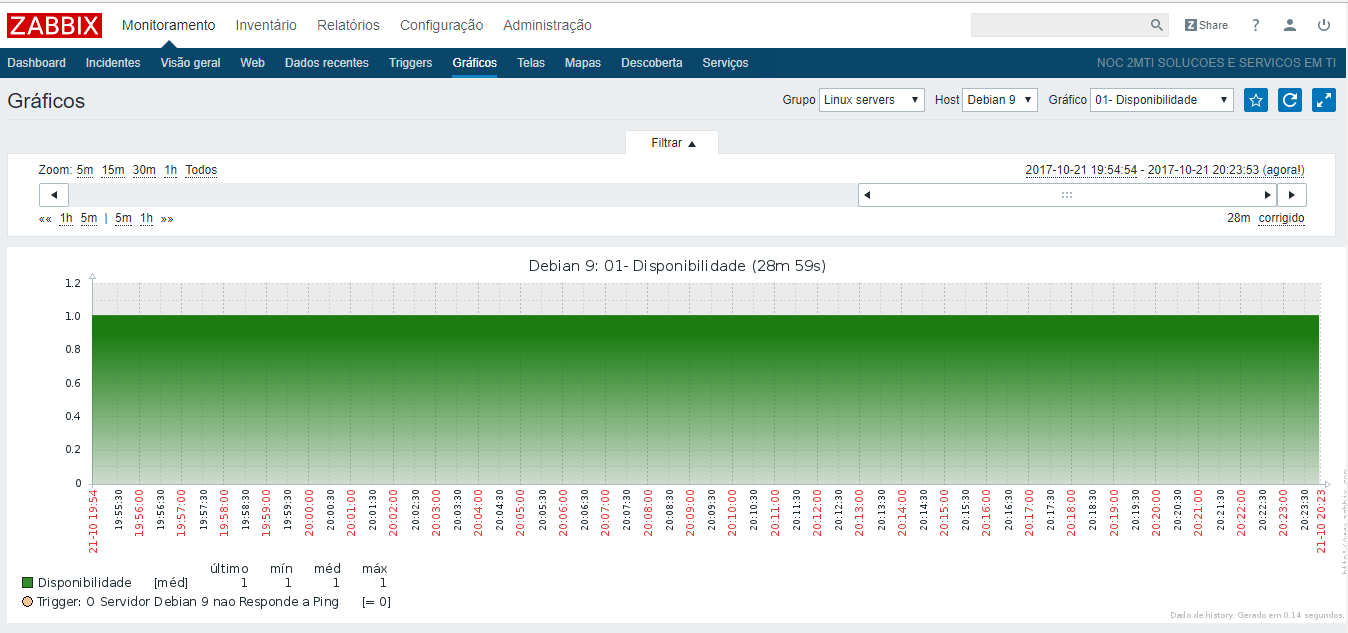 ZABBIX Monitoramento Inventário Relatórios Configuração Administração Z Share ?
Dashboard Incidentes Visão geral Web Dados recentes Triggers Gráficos Telas Mapas Descoberta Serviços NOC 2MTI SOLUCOES E SERVICOS EM TI
Gráficos Grupo Linux servers Host Debian 9 Gráfico 01- Disponibilidade
Filtrar
Zoom: 5m 15m 30m 1h Todos 2017-10-21 19:54:54 - 2017-10-21 20:23:53 (agora!)
«« 1h 5m | 5m 1h »» 28m corrigido
Debian 9: 01- Disponibilidade (28m 59s)
1.2
1.0
0.8
0.6
0.4
0.2
0
21-10 19:54 19:55:30 19:56:00 19:56:30 19:57:00 19:57:30 19:58:00 19:58:30 19:59:00 19:59:30 20:00:00 20:00:30 20:01:00 20:01:30 20:02:00 20:02:30 20:03:00 20:03:30 20:04:00 20:04:30 20:05:00 20:05:30 20:06:00 20:06:30 20:07:00 20:07:30 20:08:00 20:08:30 20:09:00 20:09:30 20:10:00 20:10:30 20:11:00 20:11:30 20:12:00 20:12:30 20:13:00 20:13:30 20:14:00 20:14:30 20:15:00 20:15:30 20:16:00 20:16:30 20:17:00 20:17:30 20:18:00 20:18:30 20:19:00 20:19:30 20:20:00 20:20:30 20:21:00 20:21:30 20:22:00 20:22:30 20:23:00 20:23:30 21-10 20:23
último mín méd máx
Disponibilidade [méd] 1 1 1 1
Trigger: O Servidor Debian 9 nao Responde a Ping [= 0]
Dado de history. Gerado em 0.14 segundos.